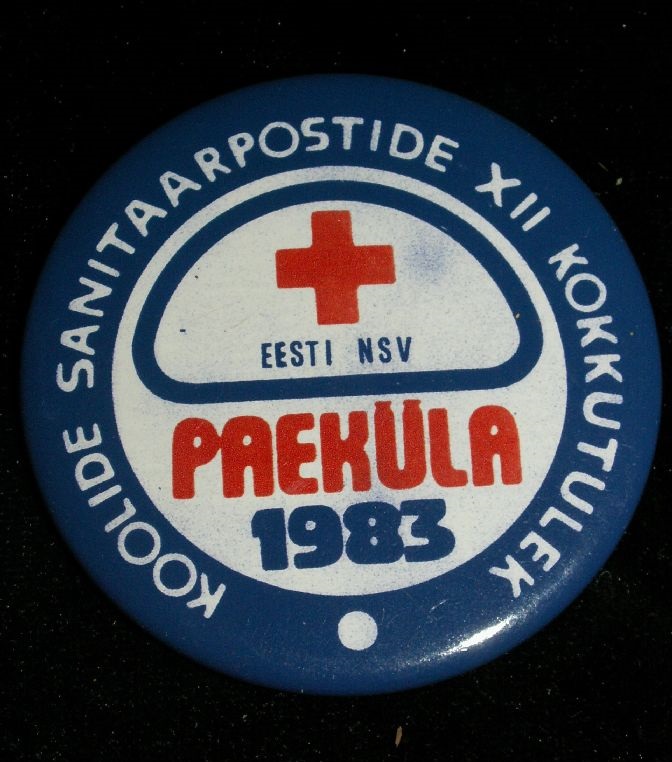 KOOLIDE SANITAARPOSTIDE XII KOKKUTULEK
EESTI NSV
PAEKÜLA
1983